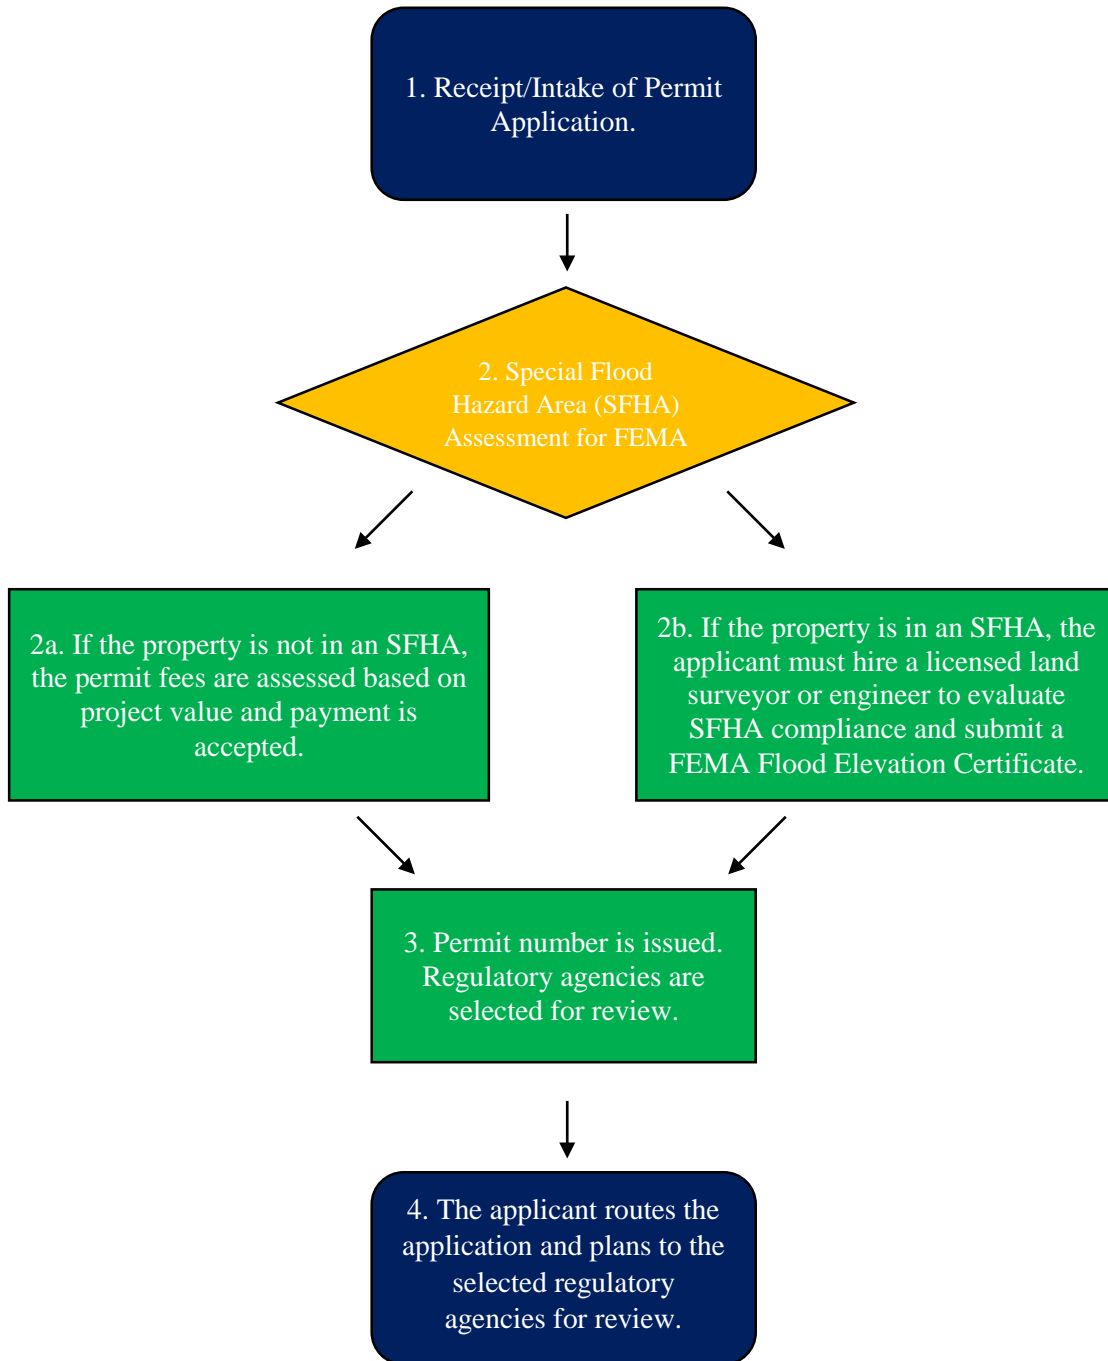 1. Receipt/Intake of Permit
Application.
2. Special Flood
Hazard Area (SFHA)
Assessment for FEMA
2a. If the property is not in an SFHA,
the permit fees are assessed based on
project value and payment is
accepted.
2b. If the property is in an SFHA, the
applicant must hire a licensed land
surveyor or engineer to evaluate
SFHA compliance and submit a
FEMA Flood Elevation Certificate.
3. Permit number is issued.
Regulatory agencies are
selected for review.
4. The applicant routes the
application and plans to the
selected regulatory
agencies for review.